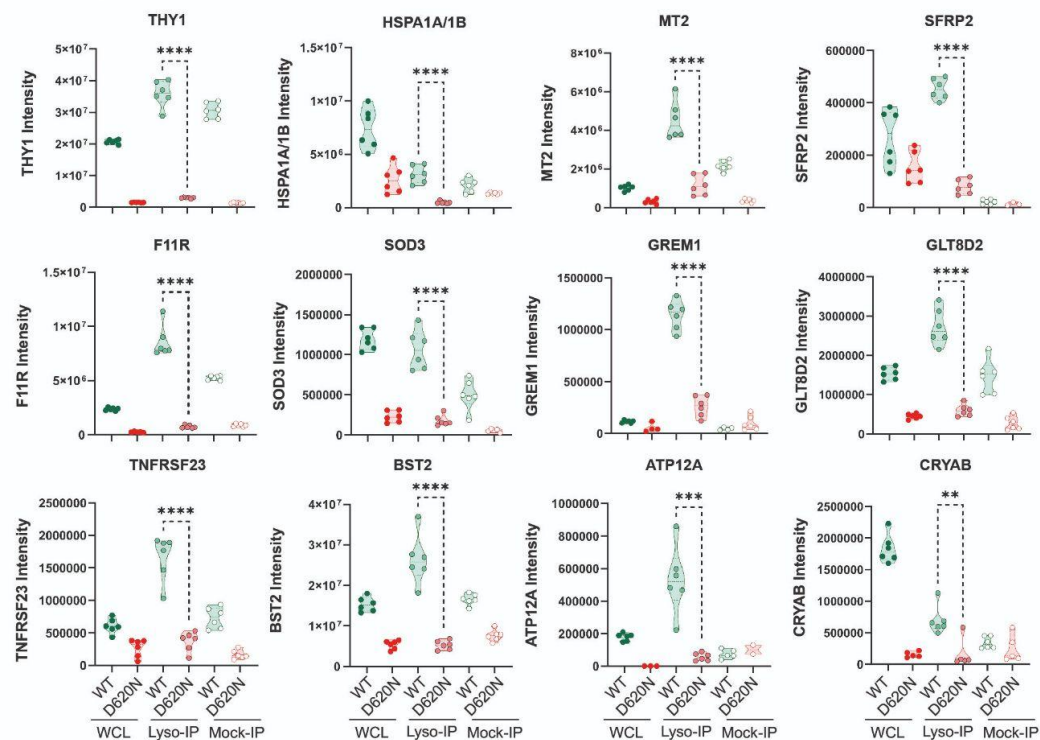 THY1
THY1 Intensity
5×10⁷
4×10⁷
3×10⁷
2×10⁷
1×10⁷
0
****
HSPA1A/1B
HSPA1A/1B Intensity
1.5×10⁷
1.0×10⁷
5.0×10⁶
0
****
MT2
MT2 Intensity
8×10⁶
6×10⁶
4×10⁶
2×10⁶
0
****
SFRP2
SFRP2 Intensity
600000
400000
200000
0
****
F11R
F11R Intensity
1.5×10⁷
1×10⁷
5×10⁶
0
****
SOD3
SOD3 Intensity
2000000
1500000
1000000
500000
0
****
GREM1
GREM1 Intensity
1500000
1000000
500000
0
****
GLT8D2
GLT8D2 Intensity
4000000
3000000
2000000
1000000
0
****
TNFRSF23
TNFRSF23 Intensity
2500000
2000000
1500000
1000000
500000
0
****
WT
D620N
WT
D620N
WT
D620N
WCL Lyso-IP Mock-IP
BST2
BST2 Intensity
4×10⁷
3×10⁷
2×10⁷
1×10⁷
0
****
WT
D620N
WT
D620N
WT
D620N
WCL Lyso-IP Mock-IP
ATP12A
ATP12A Intensity
1000000
800000
600000
400000
200000
0
***
WT
D620N
WT
D620N
WT
D620N
WCL Lyso-IP Mock-IP
CRYAB
CRYAB Intensity
2500000
2000000
1500000
1000000
500000
0
**
WT
D620N
WT
D620N
WT
D620N
WCL Lyso-IP Mock-IP